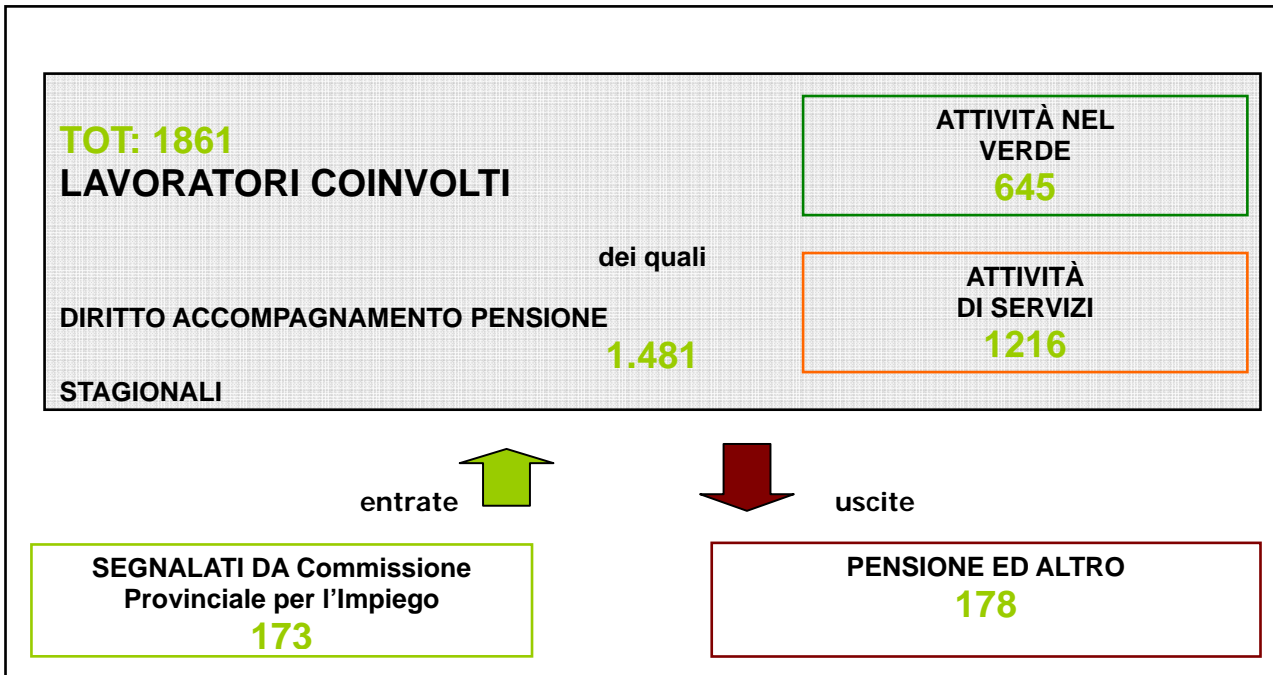 TOT: 1861
LAVORATORI COINVOLTI
dei quali
DIRITTO ACCOMPAGNAMENTO PENSIONE
1.481
STAGIONALI
ATTIVITÀ NEL
VERDE
645
ATTIVITÀ
DI SERVIZI
1216
entrate
uscite
SEGNALATI DA Commissione
Provinciale per l'Impiego
173
PENSIONE ED ALTRO
178